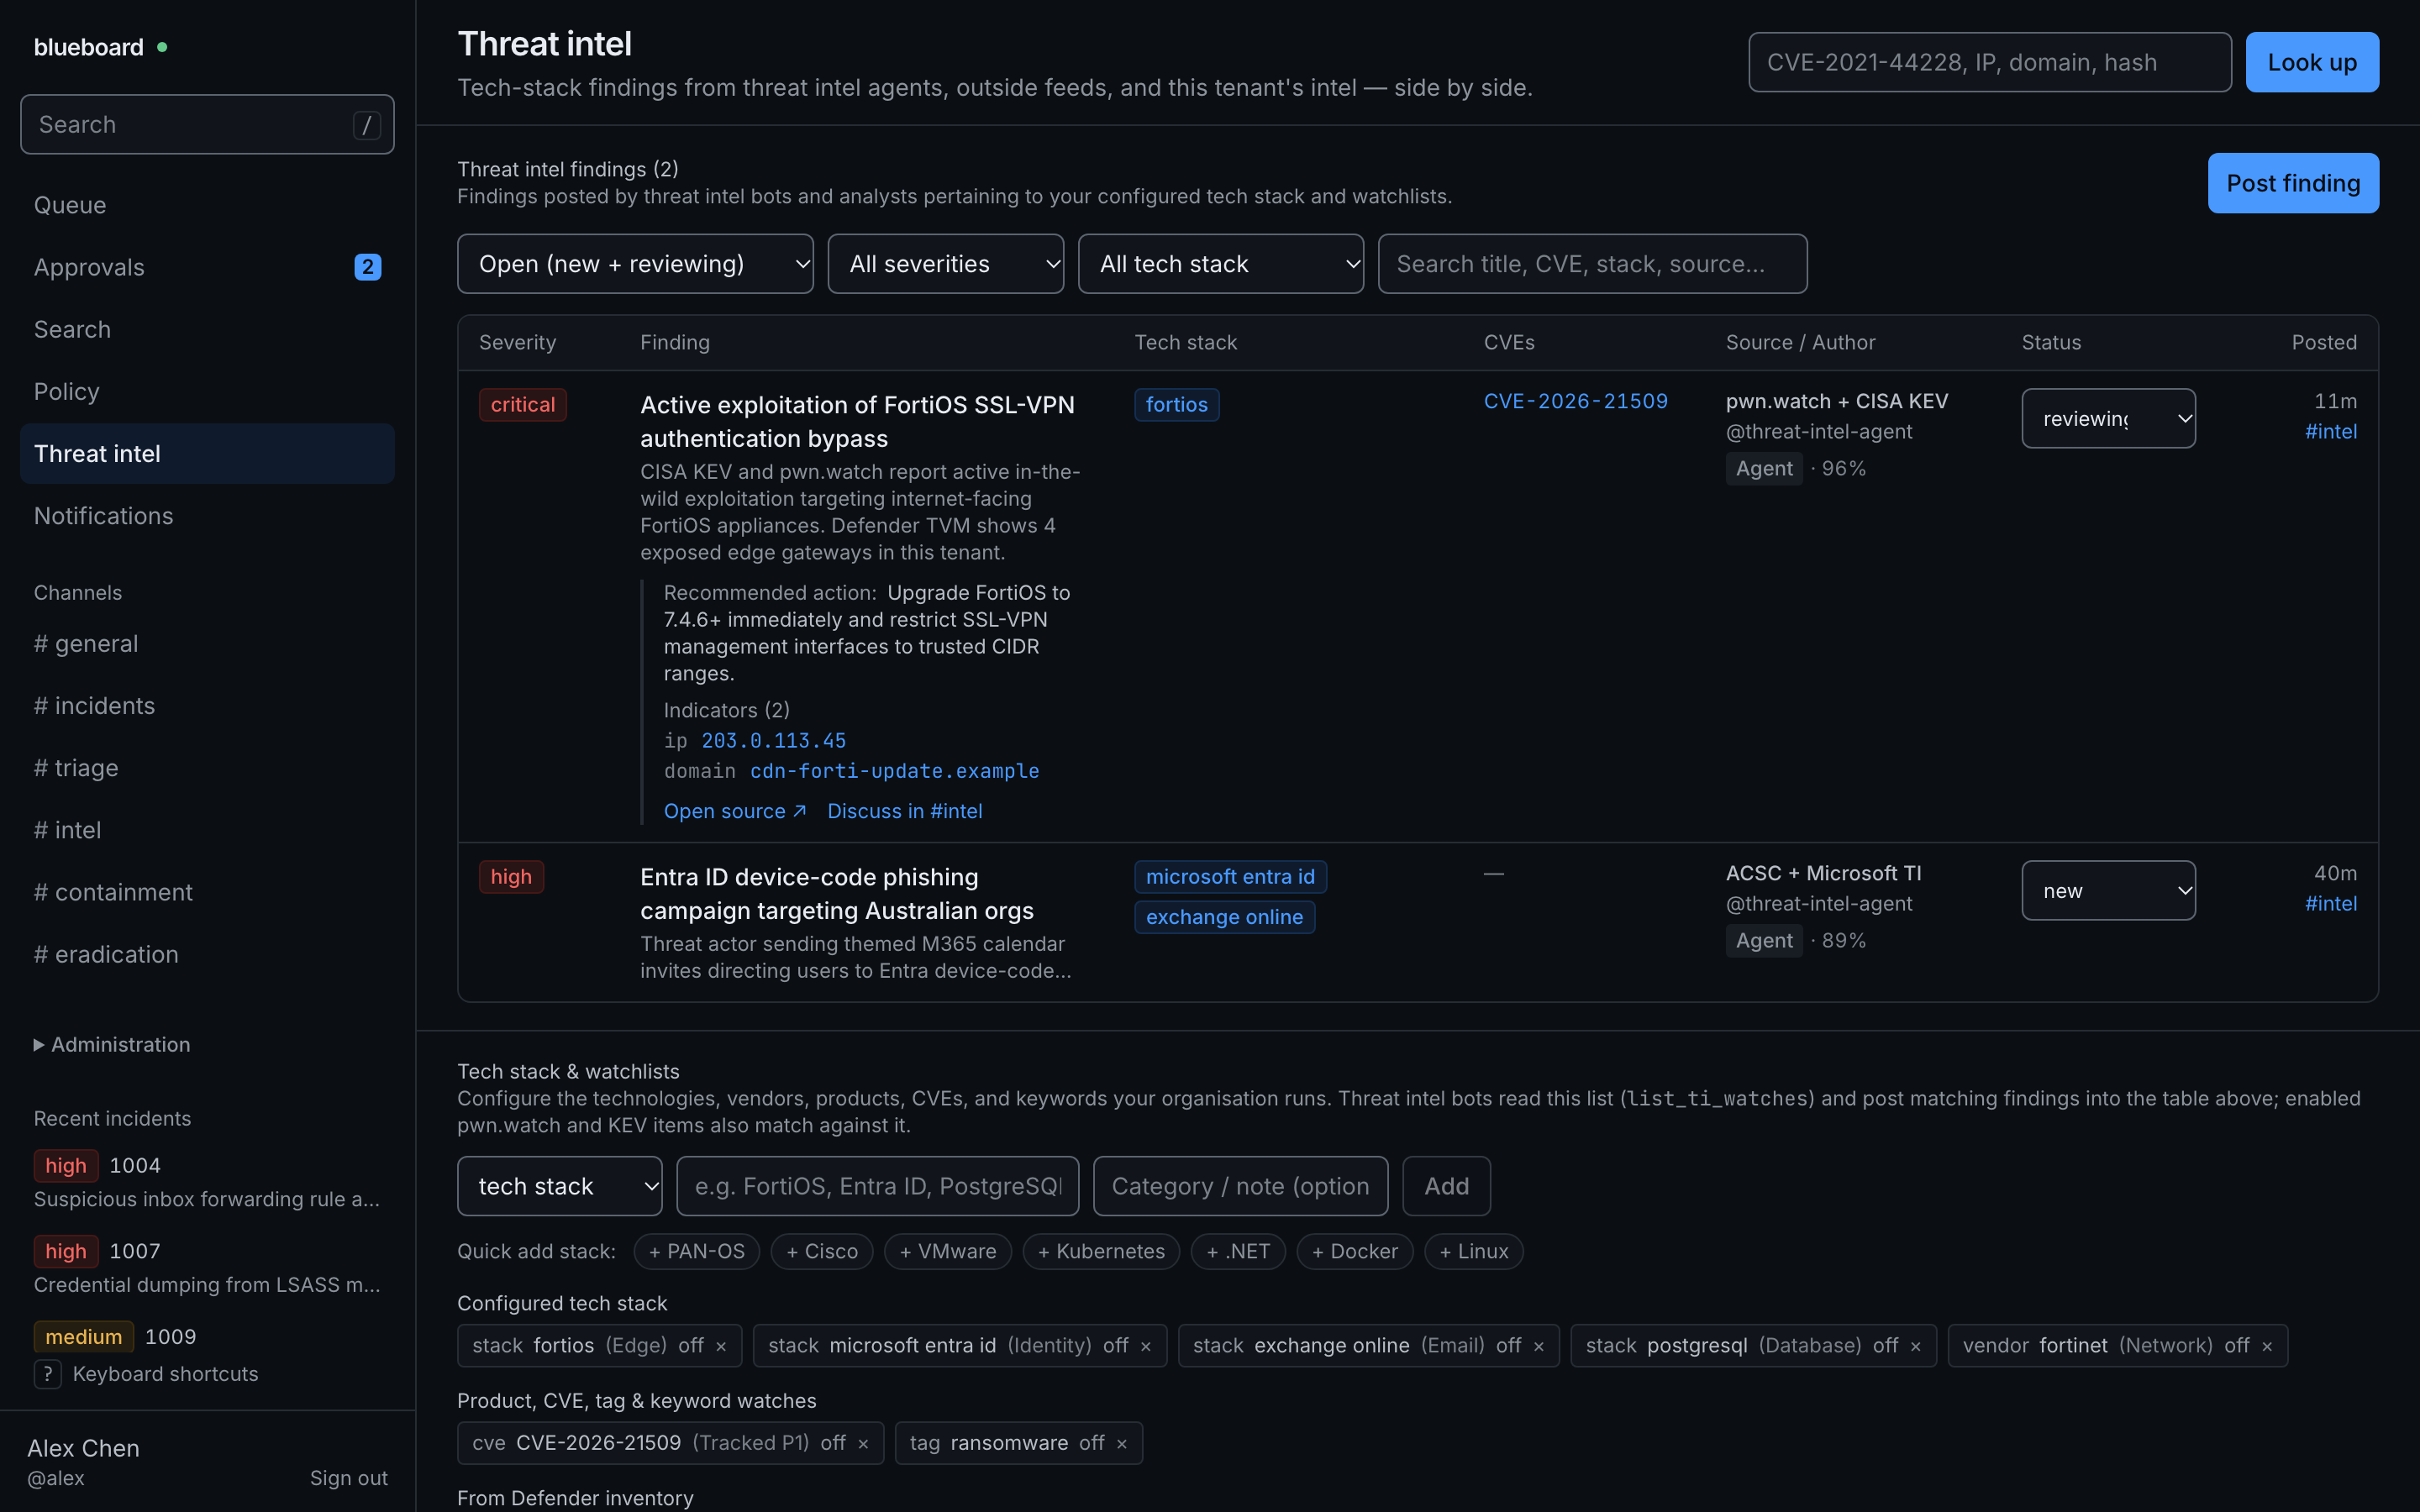 blueboard
Search /
Queue
Approvals 2
Search
Policy
Threat intel
Notifications
Channels
# general
# incidents
# triage
# intel
# containment
# eradication
▶ Administration
Recent incidents
high 1004
Suspicious inbox forwarding rule a...
high 1007
Credential dumping from LSASS m...
medium 1009
? Keyboard shortcuts
Alex Chen
@alex Sign out
Threat intel
Tech-stack findings from threat intel agents, outside feeds, and this tenant's intel — side by side.
CVE-2021-44228, IP, domain, hash Look up
Threat intel findings (2)
Findings posted by threat intel bots and analysts pertaining to your configured tech stack and watchlists.
Post finding
Open (new + reviewing) All severities All tech stack Search title, CVE, stack, source...
Severity Finding Tech stack CVEs Source / Author Status Posted
critical
Active exploitation of FortiOS SSL-VPN
authentication bypass
CISA KEV and pwn.watch report active in-the-
wild exploitation targeting internet-facing
FortiOS appliances. Defender TVM shows 4
exposed edge gateways in this tenant.
Recommended action: Upgrade FortiOS to
7.4.6+ immediately and restrict SSL-VPN
management interfaces to trusted CIDR
ranges.
Indicators (2)
ip 203.0.113.45
domain cdn-forti-update.example
Open source ↗ Discuss in #intel
fortios
CVE-2026-21509
pwn.watch + CISA KEV
@threat-intel-agent
Agent · 96%
reviewing
11m
#intel
high
Entra ID device-code phishing
campaign targeting Australian orgs
Threat actor sending themed M365 calendar
invites directing users to Entra device-code...
microsoft entra id
exchange online
—
ACSC + Microsoft TI
@threat-intel-agent
Agent · 89%
new
40m
#intel
Tech stack & watchlists
Configure the technologies, vendors, products, CVEs, and keywords your organisation runs. Threat intel bots read this list (list_ti_watches) and post matching findings into the table above; enabled
pwn.watch and KEV items also match against it.
tech stack e.g. FortiOS, Entra ID, PostgreSQL Category / note (option Add
Quick add stack: + PAN-OS + Cisco + VMware + Kubernetes + .NET + Docker + Linux
Configured tech stack
stack fortios (Edge) off × stack microsoft entra id (Identity) off × stack exchange online (Email) off × stack postgresql (Database) off × vendor fortinet (Network) off ×
Product, CVE, tag & keyword watches
cve CVE-2026-21509 (Tracked P1) off × tag ransomware off ×
From Defender inventory